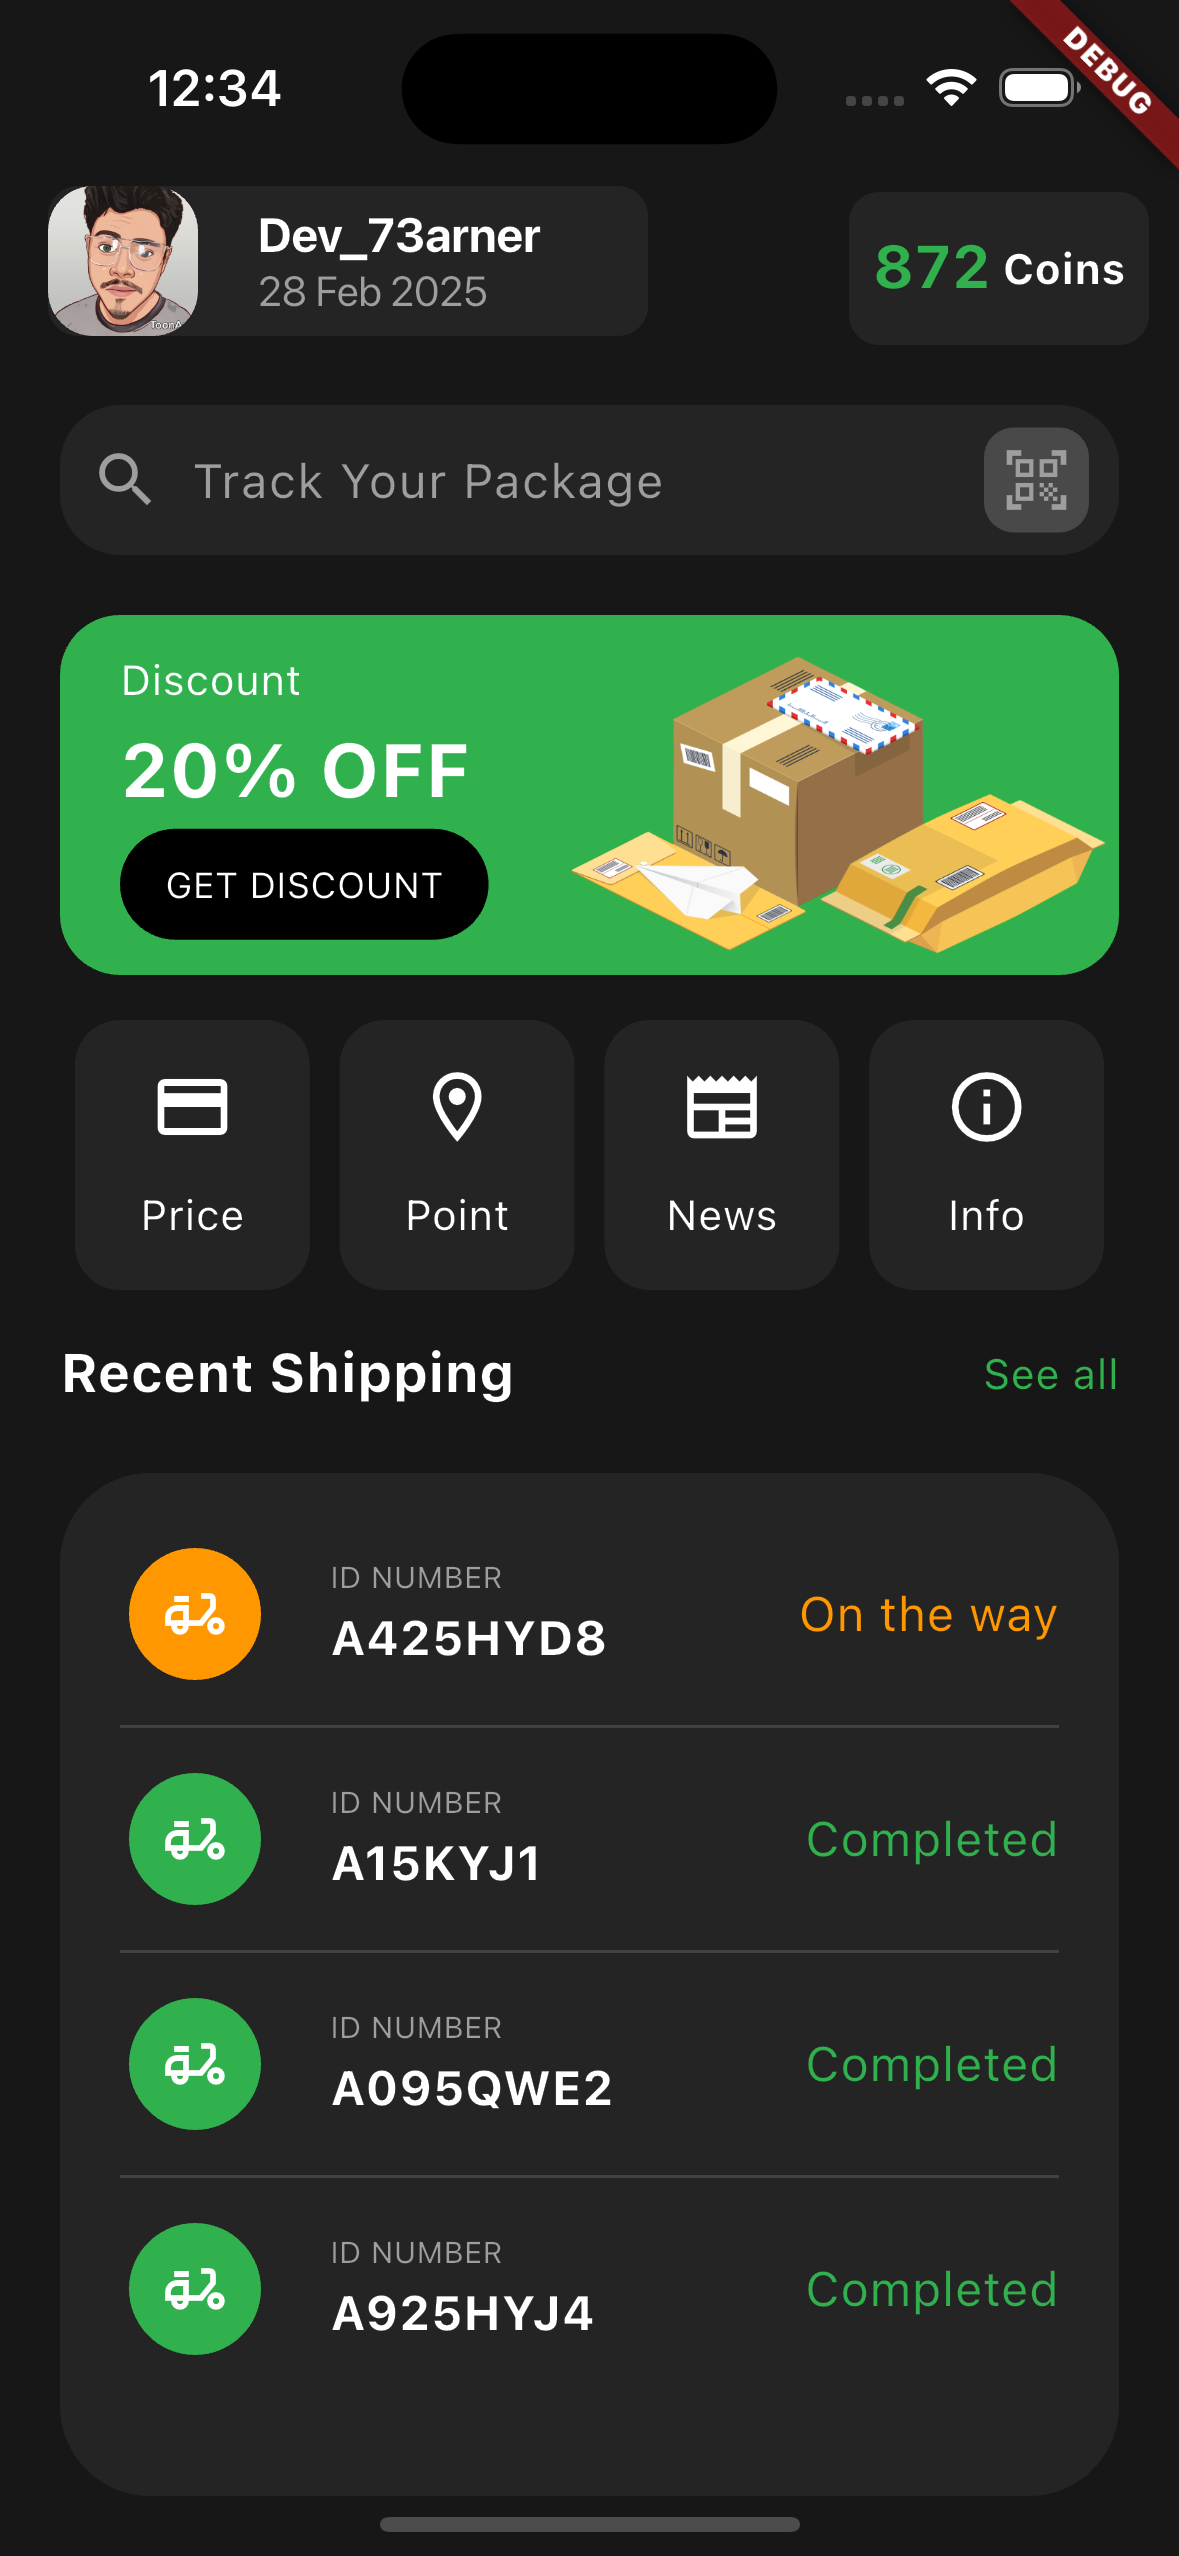 12:34
DEBUG
Dev_73arner
28 Feb 2025
872 Coins
ToonA
Track Your Package
Discount
20% OFF
GET DISCOUNT
Price
Point
News
Info
Recent Shipping
See all
ID NUMBER
A425HYD8
On the way
ID NUMBER
A15KYJ1
Completed
ID NUMBER
A095QWE2
Completed
ID NUMBER
A925HYJ4
Completed